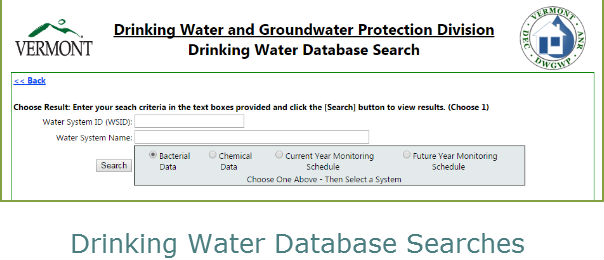 VERMONT
Drinking Water and Groundwater Protection Division
Drinking Water Database Search
VERMONT
DEC
ANR
DWGWP
<< Back
Choose Result: Enter your seach criteria in the text boxes provided and click the [Search] button to view results. (Choose 1)
Water System ID (WSID):
Water System Name:
Search
Bacterial Data
Chemical Data
Current Year Monitoring Schedule
Future Year Monitoring Schedule
Choose One Above - Then Select a System
Drinking Water Database Searches